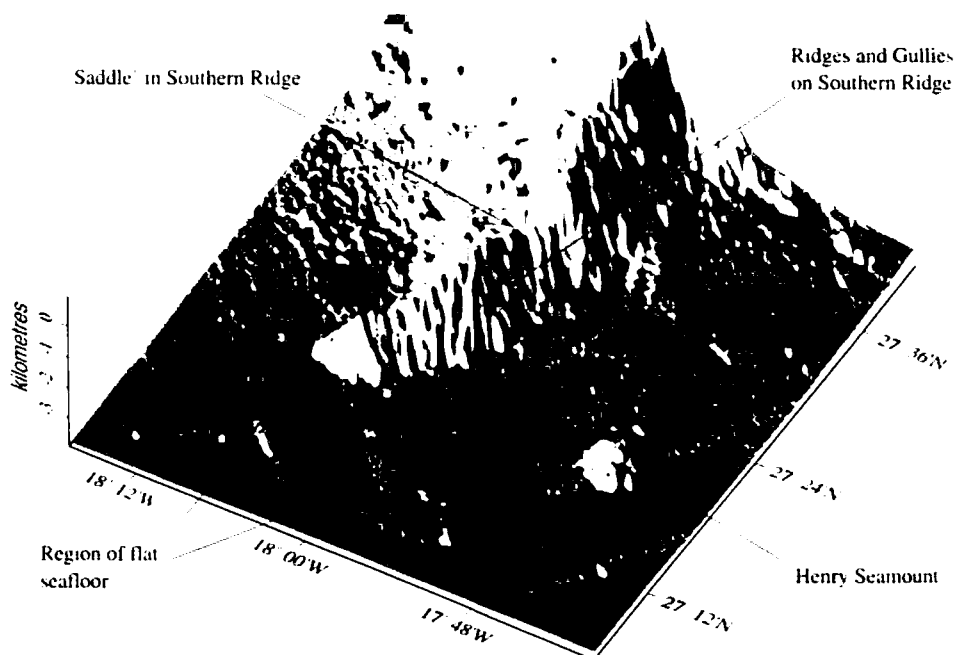 Saddle' in Southern Ridge
Ridges and Gullies
on Southern Ridge
kilometres
0
-1
-2
-3
18° 12'W
18° 00'W
17° 48'W
27° 36'N
27° 24'N
27° 12'N
Region of flat
seafloor
Henry Seamount